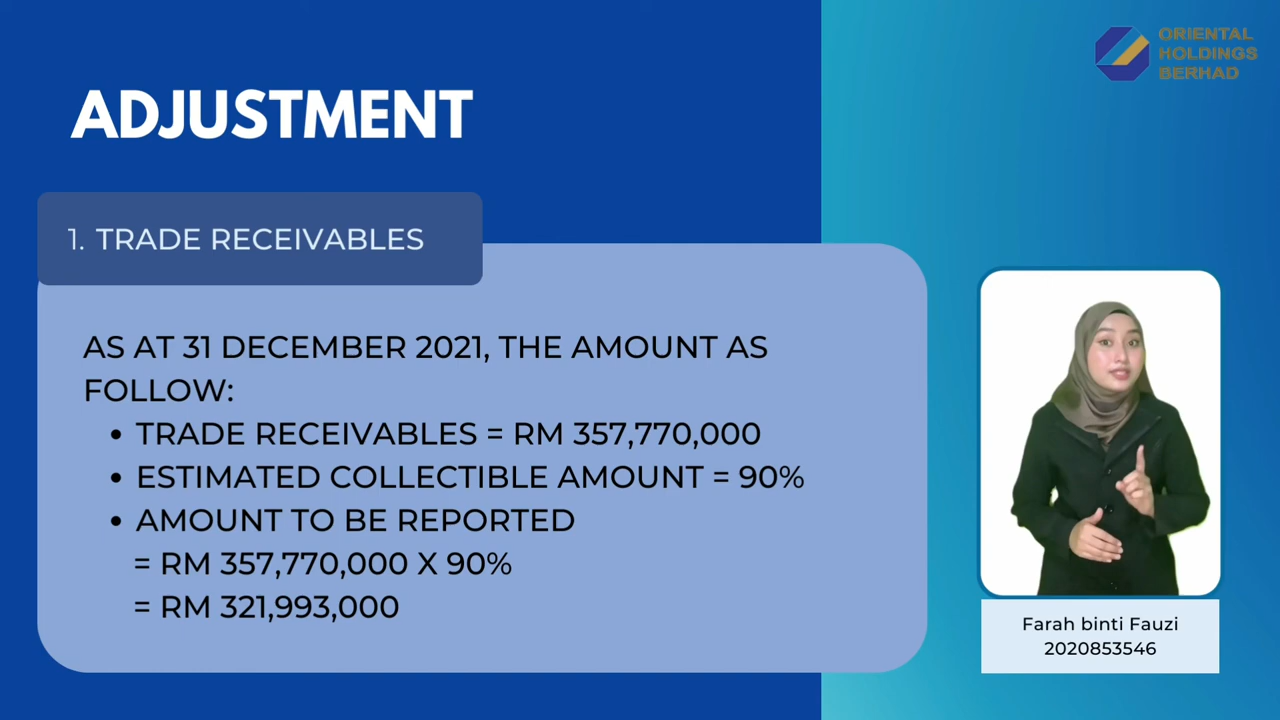 ORIENTAL
HOLDINGS
BERHAD
ADJUSTMENT
1. TRADE RECEIVABLES
AS AT 31 DECEMBER 2021, THE AMOUNT AS
FOLLOW:
• TRADE RECEIVABLES = RM 357,770,000
• ESTIMATED COLLECTIBLE AMOUNT = 90%
• AMOUNT TO BE REPORTED
= RM 357,770,000 X 90%
= RM 321,993,000
Farah binti Fauzi
2020853546